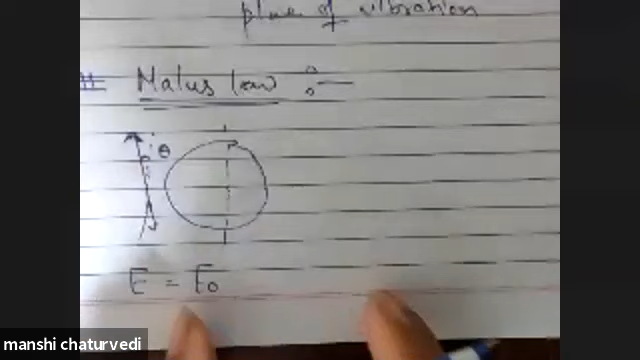 plane of vibration
Malus law :-
θ
E = E₀
manshi chaturvedi